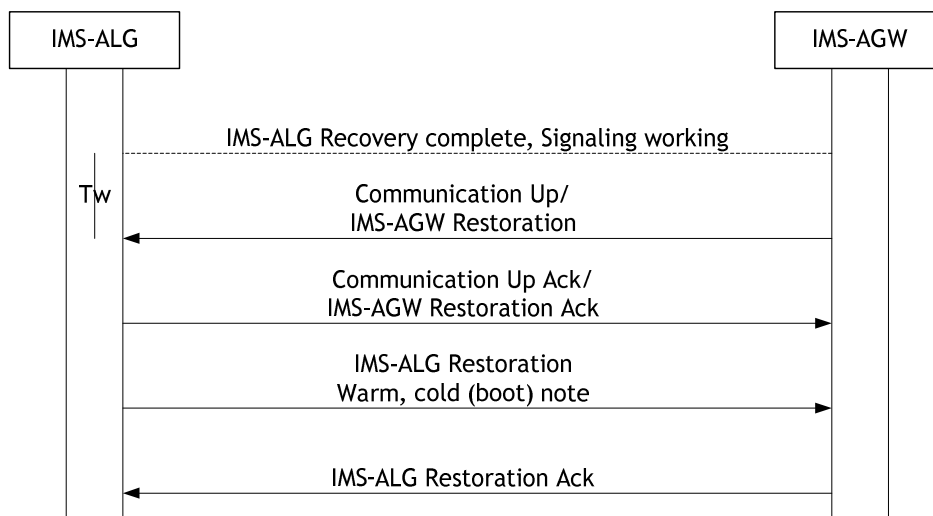 IMS-ALG
IMS-AGW
IMS-ALG Recovery complete, Signaling working
Tw
Communication Up/
IMS-AGW Restoration
Communication Up Ack/
IMS-AGW Restoration Ack
IMS-ALG Restoration
Warm, cold (boot) note
IMS-ALG Restoration Ack